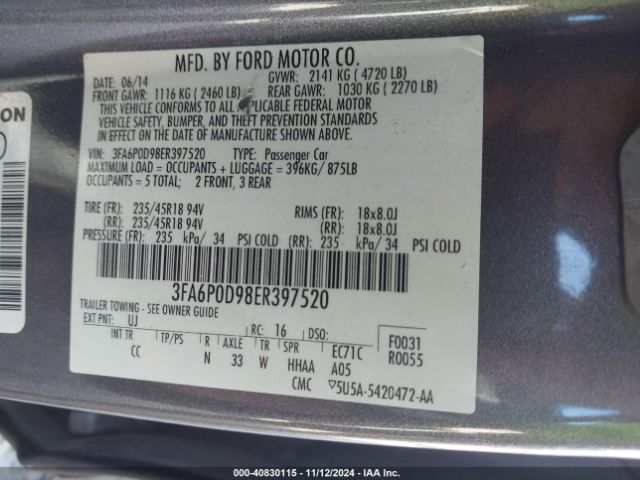 MFD. BY FORD MOTOR CO.
DATE: 06/14 GVWR: 2141 KG (4720 LB)
FRONT GAWR: 1116 KG (2460 LB) REAR GAWR: 1030 KG (2270 LB)
THIS VEHICLE CONFORMS TO ALL APPLICABLE FEDERAL MOTOR
VEHICLE SAFETY, BUMPER, AND THEFT PREVENTION STANDARDS
IN EFFECT ON THE DATE OF MANUFACTURE SHOWN ABOVE.
VIN: 3FA6P0D98ER397520 TYPE: Passenger Car
MAXIMUM LOAD = OCCUPANTS + LUGGAGE = 396KG/ 875LB
OCCUPANTS = 5 TOTAL; 2 FRONT, 3 REAR
TIRE (FR): 235/45R18 94V RIMS (FR): 18x8.0J
(RR): 235/45R18 94V (RR): 18x8.0J
PRESSURE (FR): 235 kPa/ 34 PSI COLD (RR): 235 kPa/ 34 PSI COLD
3FA6P0D98ER397520
TRAILER TOWING - SEE OWNER GUIDE
EXT PNT: UJ RC: 16 DSO: F0031
INT TR TP/PS R AXLE TR SPR EC71C R0055
CC N 33 W HHAA A05
CMC ▽5U5A-5420472-AA
ON
000-40830115 - 11/12/2024 - IAA Auctions